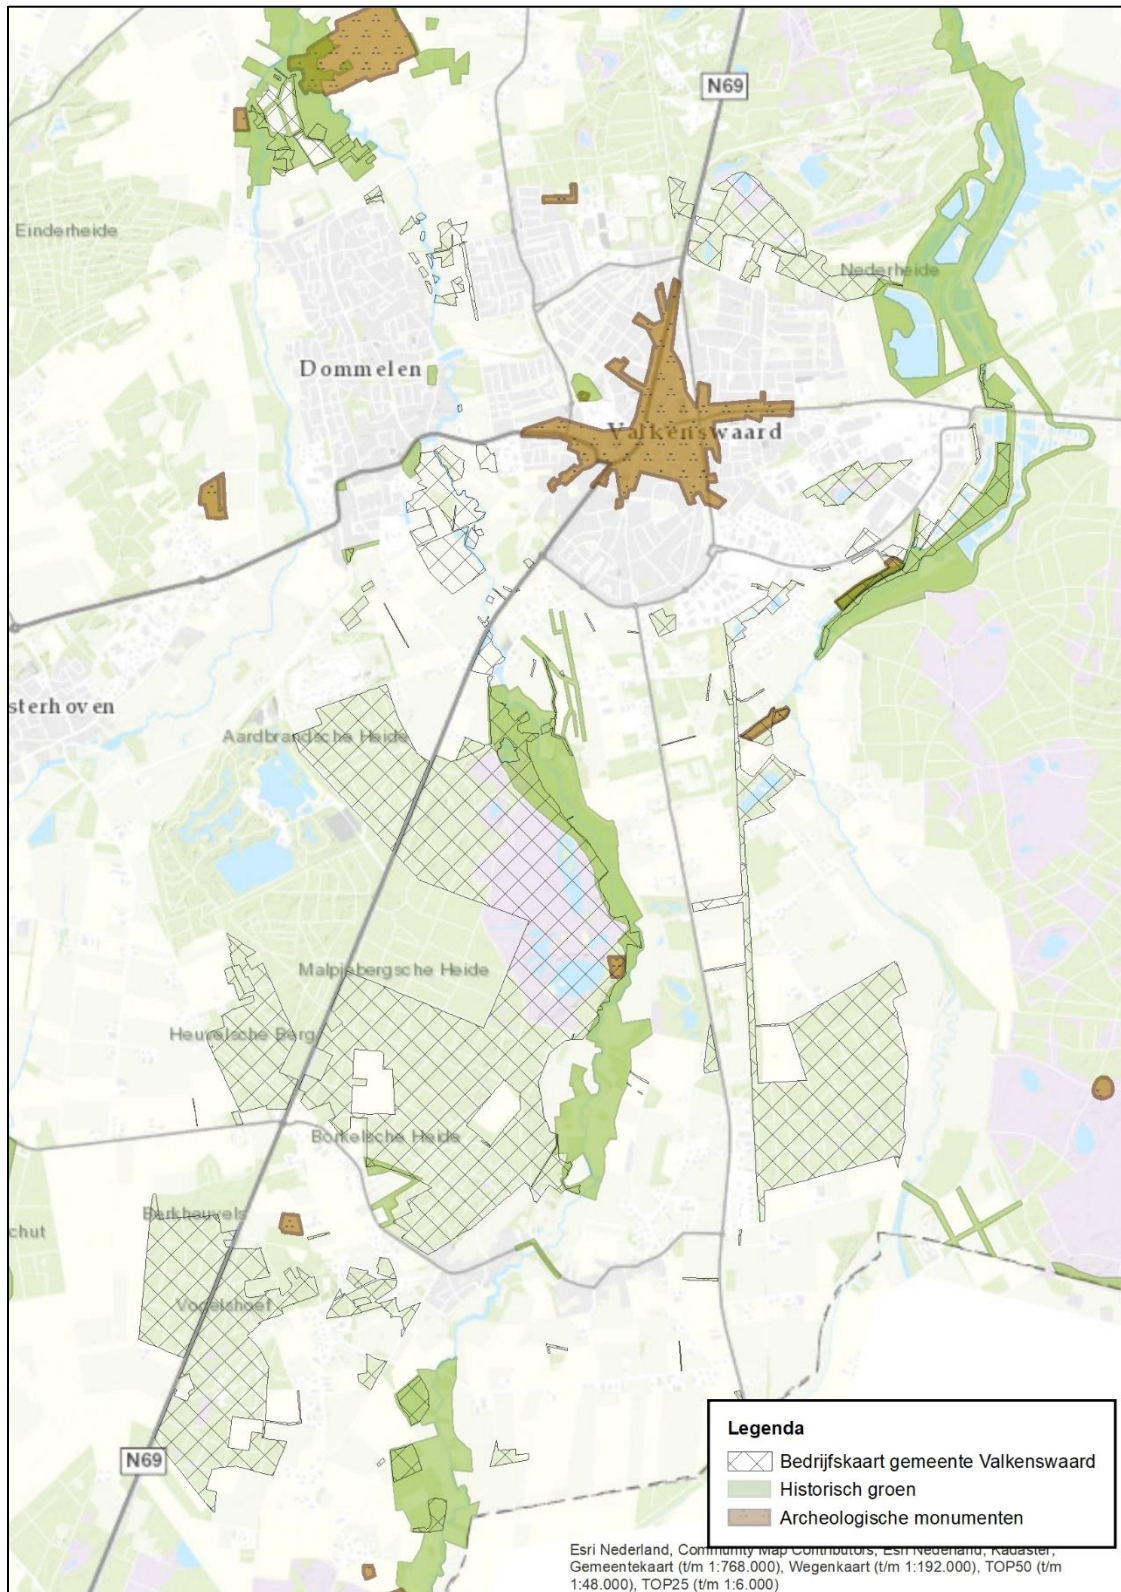 N69
Einderheide
Nederheide
Dommelen
Valkenswaard
sterhoven
Aardbrandsche Heide
Malpiebergsche Heide
Heuvelsche Berg
Borkelsche Heide
Berkheuvels
chut
Vogelshoef
N69
Legenda
Bedrijfskaart gemeente Valkenswaard
Historisch groen
Archeologische monumenten
Esri Nederland, Community Map Contributors, Esri Nederland, Kadaster,
Gemeentekaart (t/m 1:768.000), Wegenkaart (t/m 1:192.000), TOP50 (t/m
1:48.000), TOP25 (t/m 1:6.000)